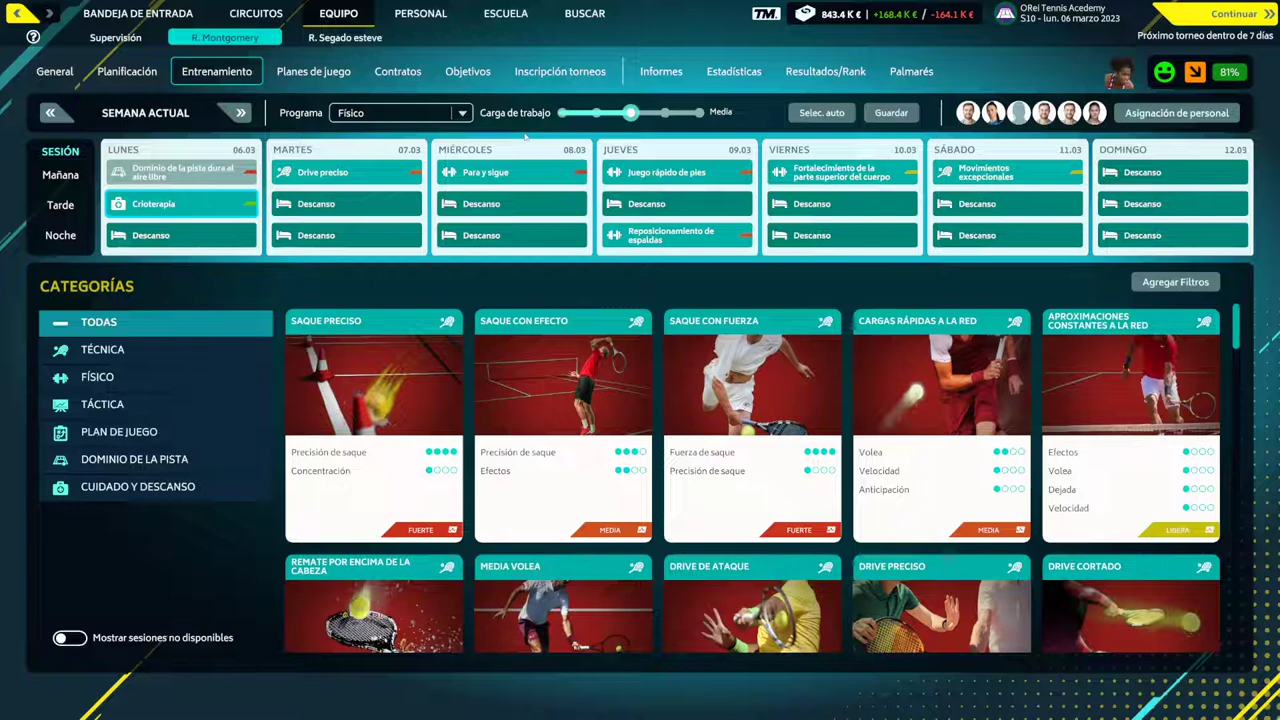 BANDEJA DE ENTRADA
CIRCUITOS
EQUIPO
PERSONAL
ESCUELA
BUSCAR
TM
843.4 K € | +168.4 K € | -164.1 K €
ORei Tennis Acedemy
S10 - lun. 06 marzo 2023
Continuar
Próximo torneo dentro de 7 días
Supervisión
R. Montgomery
R. Segado esteve
General
Planificación
Entrenamiento
Planes de juego
Contratos
Objetivos
Inscripción torneos
Informes
Estadísticas
Resultados/Rank
Palmarés
81%
SEMANA ACTUAL
Programa
Físico
Carga de trabajo
Media
Selec. auto
Guardar
Asignación de personal
SESIÓN
LUNES 06.03
MARTES 07.03
MIÉRCOLES 08.03
JUEVES 09.03
VIERNES 10.03
SÁBADO 11.03
DOMINGO 12.03
Mañana
Dominio de la pista dura al
aire libre
Drive preciso
Para y sigue
Juego rápido de pies
Fortalecimiento de la
parte superior del cuerpo
Movimientos
excepcionales
Descanso
Tarde
Crioterapia
Descanso
Descanso
Descanso
Descanso
Descanso
Descanso
Noche
Descanso
Descanso
Descanso
Reposicionamiento de
espaldas
Descanso
Descanso
Descanso
CATEGORÍAS
Agregar Filtros
TODAS
TÉCNICA
FÍSICO
TÁCTICA
PLAN DE JUEGO
DOMINIO DE LA PISTA
CUIDADO Y DESCANSO
Mostrar sesiones no disponibles
SAQUE PRECISO
Precisión de saque
Concentración
FUERTE
SAQUE CON EFECTO
Precisión de saque
Efectos
MEDIA
SAQUE CON FUERZA
Fuerza de saque
Precisión de saque
FUERTE
CARGAS RÁPIDAS A LA RED
Volea
Velocidad
Anticipación
MEDIA
APROXIMACIONES
CONSTANTES A LA RED
Efectos
Volea
Dejada
Velocidad
LIGERA
REMATE POR ENCIMA DE LA
CABEZA
MEDIA VOLEA
DRIVE DE ATAQUE
DRIVE PRECISO
DRIVE CORTADO